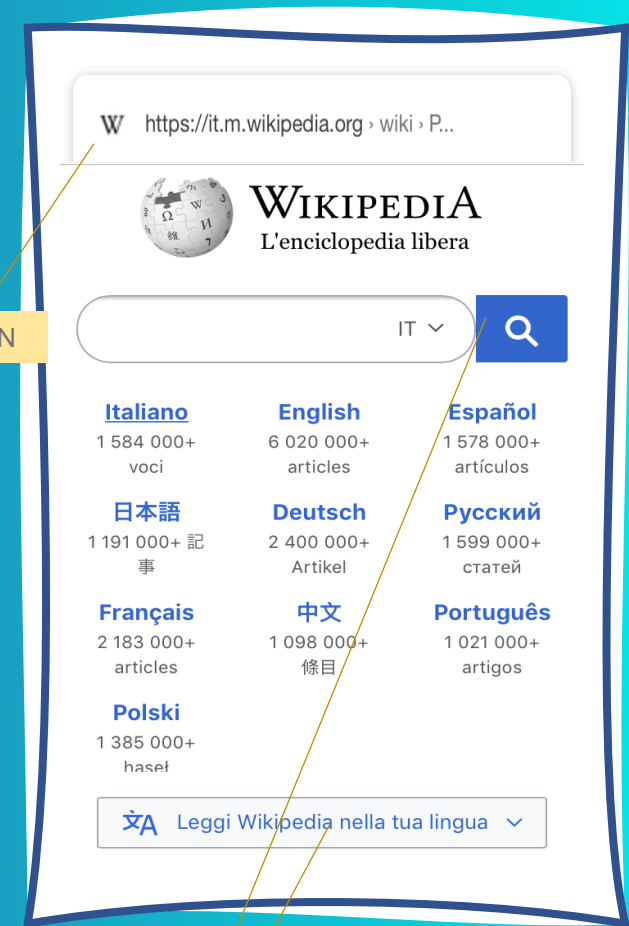 W https://it.m.wikipedia.org › wiki › P...
WIKIPEDIA
L'enciclopedia libera
N
IT
Italiano English Español
1 584 000+ 6 020 000+ 1 578 000+
voci articles artículos
日本語 Deutsch Русский
1 191 000+ 記 2 400 000+ 1 599 000+
事 Artikel статей
Français 中文 Português
2 183 000+ 1 098 000+ 1 021 000+
articles 條目 artigos
Polski
1 385 000+
haseł
文A Leggi Wikipedia nella tua lingua